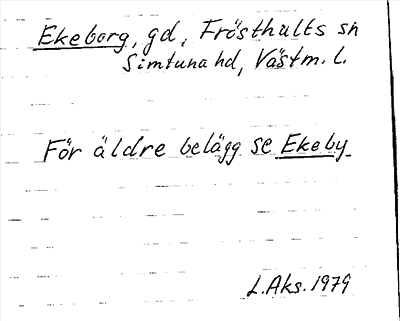 Ekeborg, gd, Frösthults sn
Simtuna hd, Västm. l.
För äldre belägg se Ekeby
L.Aks. 1979